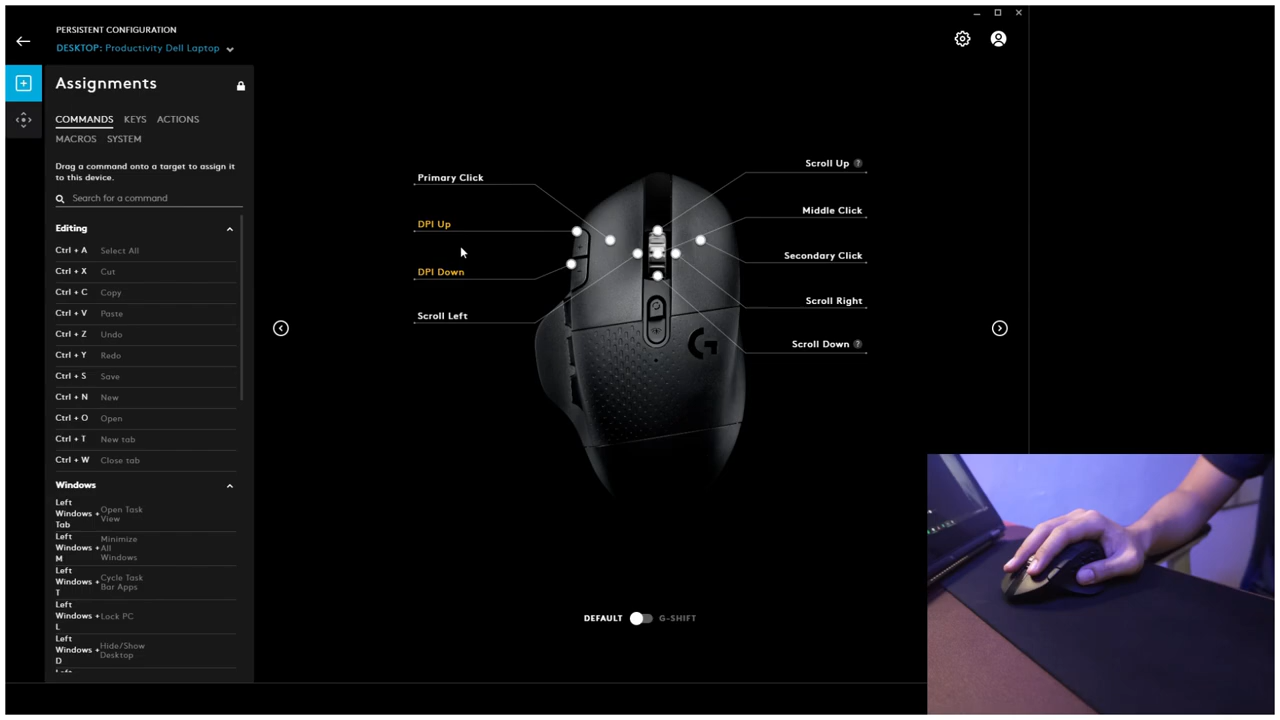 PERSISTENT CONFIGURATION
DESKTOP: Productivity Dell Laptop
Assignments
COMMANDS KEYS ACTIONS
MACROS SYSTEM
Drag a command onto a target to assign it
to this device.
Search for a command
Editing
Ctrl + A Select All
Ctrl + X Cut
Ctrl + C Copy
Ctrl + V Paste
Ctrl + Z Undo
Ctrl + Y Redo
Ctrl + S Save
Ctrl + N New
Ctrl + O Open
Ctrl + T New tab
Ctrl + W Close tab
Windows
Left
Windows +
Tab
Open Task
View
Left
Windows +
M
Minimize
All
Windows
Left
Windows +
T
Cycle Task
Bar Apps
Left
Windows +
L
Lock PC
Left
Windows +
D
Hide/Show
Desktop
Primary Click
DPI Up
DPI Down
Scroll Left
Scroll Up ?
Middle Click
Secondary Click
Scroll Right
Scroll Down ?
G
DEFAULT G-SHIFT